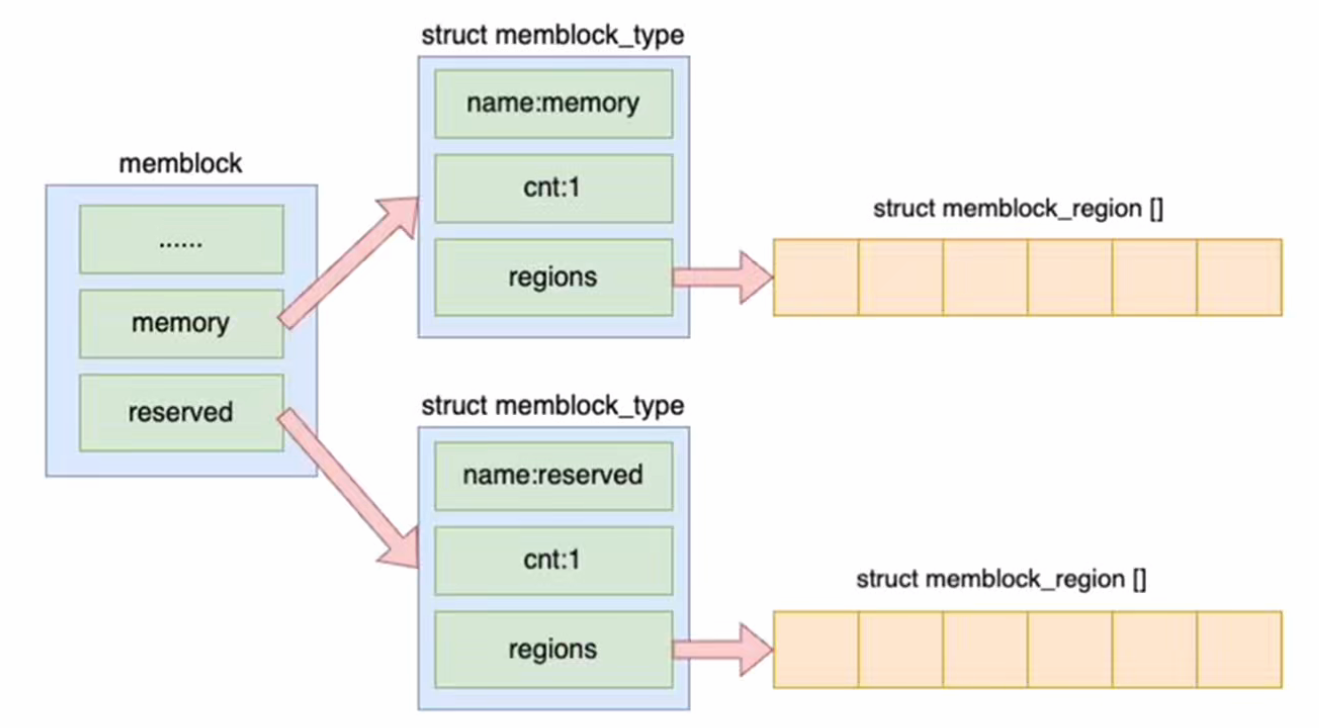 memblock
......
memory
reserved
struct memblock_type
name:memory
cnt:1
regions
struct memblock_region []
struct memblock_type
name:reserved
cnt:1
regions
struct memblock_region []